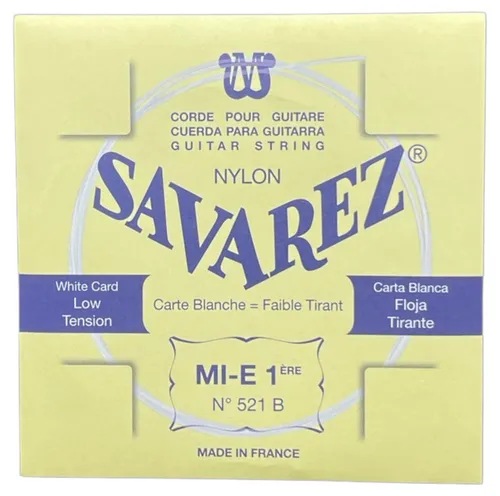 CORDE POUR GUITARE
CUERDA PARA GUITARRA
GUITAR STRING
NYLON
SAVAREZ®
White Card
Low
Tension
Carte Blanche = Faible Tirant
Carta Blanca
Floja
Tirante
MI-E 1ÈRE
N° 521 B
MADE IN FRANCE